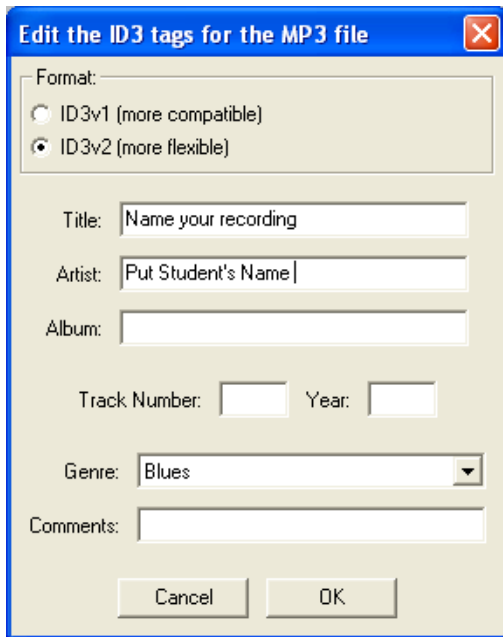 Edit the ID3 tags for the MP3 file
Format:
ID3v1 (more compatible)
ID3v2 (more flexible)
Title: Name your recording
Artist: Put Student's Name
Album:
Track Number: Year:
Genre: Blues
Comments:
Cancel OK